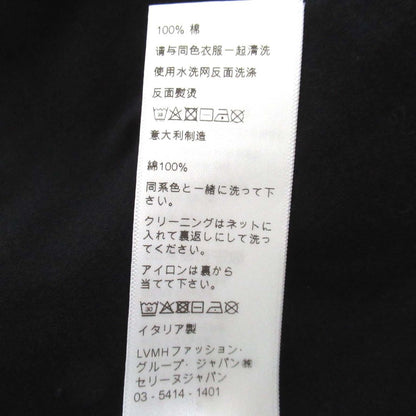 100% 棉
请与同色衣服一起清洗
使用水洗网反面洗涤
反面熨烫
意大利制造
綿100%
同系色と一緒に洗って下
さい。
クリーニングはネットに
入れて裏返しにして洗っ
てください。
アイロンは裏から
当てて下さい。
30
イタリア製
LVMHファッション・
グループ・ジャパン㈱
セリーヌジャパン
03 - 5414 - 1401